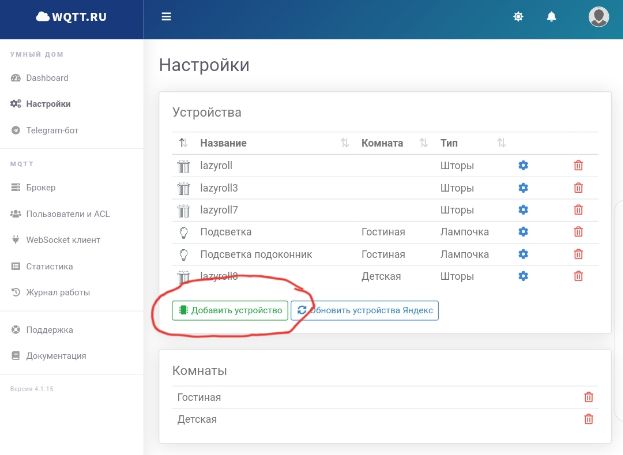 WQTT.RU
УМНЫЙ ДОМ
Dashboard
Настройки
Telegram-бот
MQTT
Брокер
Пользователи и ACL
WebSocket клиент
Статистика
Журнал работы
Поддержка
Документация
Версия 4.1.15
Настройки
Устройства
Название Комната Тип
lazyroll Шторы
lazyroll3 Шторы
lazyroll7 Шторы
Подсветка Гостиная Лампочка
Подсветка подоконник Гостиная Лампочка
lazyroll8 Детская Шторы
Добавить устройство Обновить устройства Яндекс
Комнаты
Гостиная
Детская